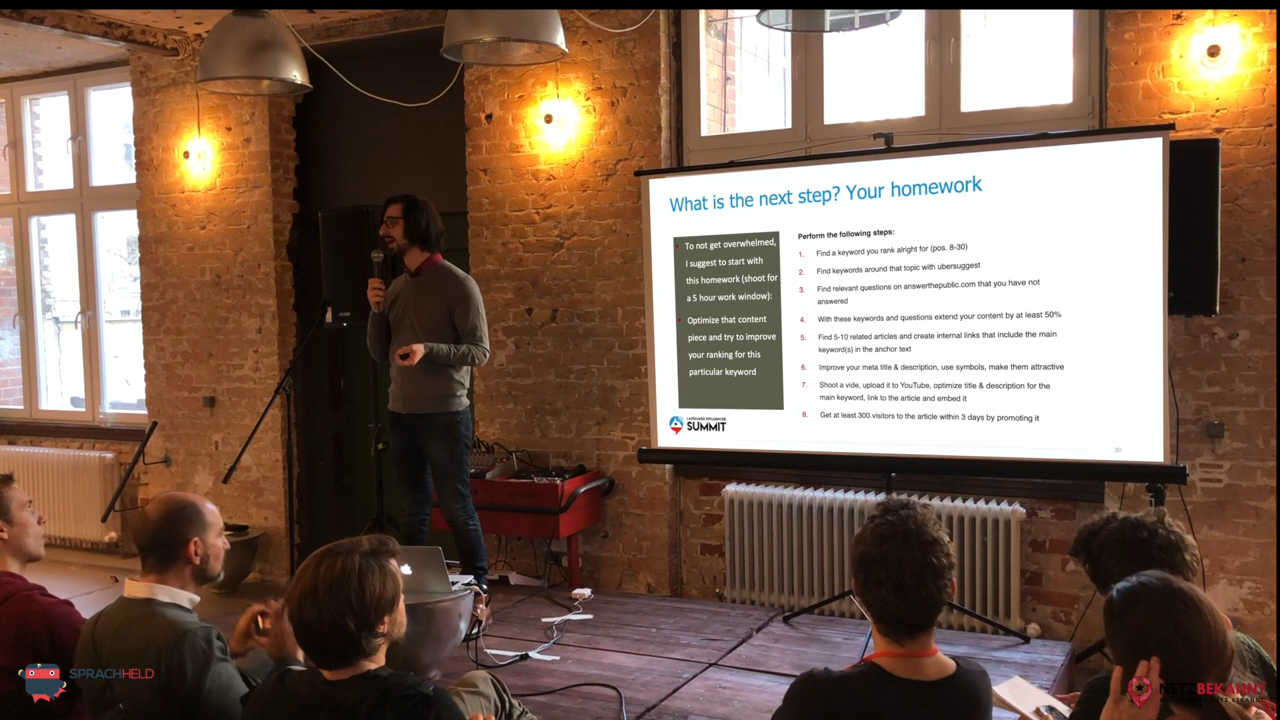 What is the next step? Your homework
• To not get overwhelmed,
I suggest to start with
this homework (shoot for
a 5 hour work window):
• Optimize that content
piece and try to improve
your ranking for this
particular keyword
Perform the following steps:
1. Find a keyword you rank alright for (pos. 8-30)
2. Find keywords around that topic with ubersuggest
3. Find relevant questions on answerthepublic.com that you have not
answered
4. With these keywords and questions extend your content by at least 50%
5. Find 5-10 related articles and create internal links that include the main
keyword(s) in the anchor text
6. Improve your meta title & description, use symbols, make them attractive
7. Shoot a vide, upload it to YouTube, optimize title & description for the
main keyword, link to the article and embed it
8. Get at least 300 visitors to the article within 3 days by promoting it
LANGUAGE INFLUENCER
SUMMIT
30
SPRACHHELD
NETZBEKANNT